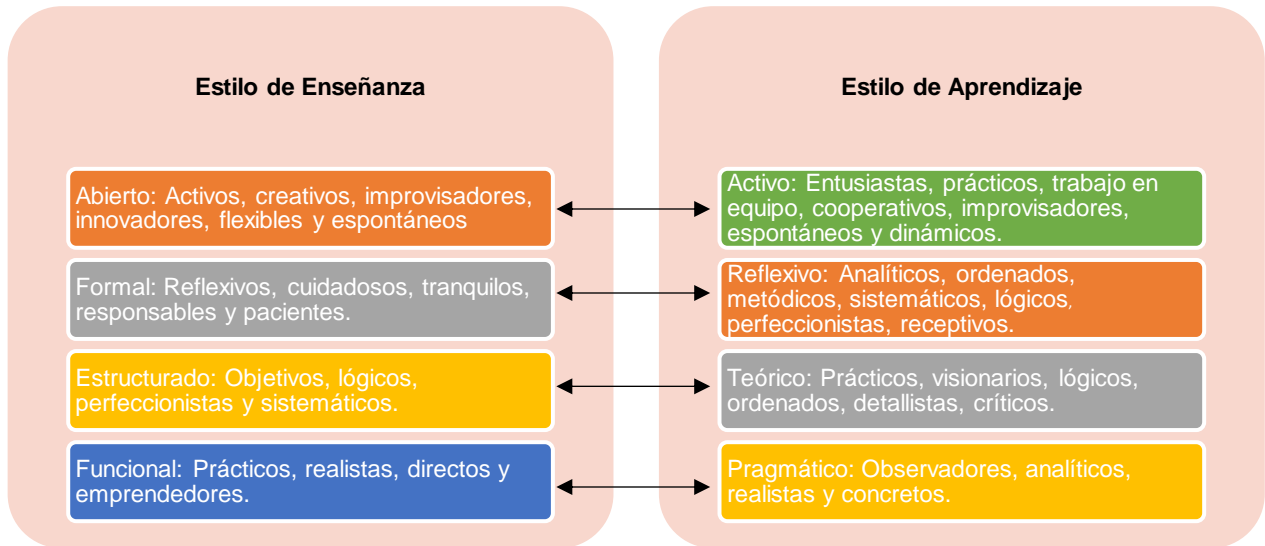 Estilo de Enseñanza
Abierto: Activos, creativos, improvisadores,
innovadores, flexibles y espontáneos
Formal: Reflexivos, cuidadosos, tranquilos,
responsables y pacientes.
Estructurado: Objetivos, lógicos,
perfeccionistas y sistemáticos.
Funcional: Prácticos, realistas, directos y
emprendedores.
Estilo de Aprendizaje
Activo: Entusiastas, prácticos, trabajo en
equipo, cooperativos, improvisadores,
espontáneos y dinámicos.
Reflexivo: Analíticos, ordenados,
metódicos, sistemáticos, lógicos,
perfeccionistas, receptivos.
Teórico: Prácticos, visionarios, lógicos,
ordenados, detallistas, críticos.
Pragmático: Observadores, analíticos,
realistas y concretos.